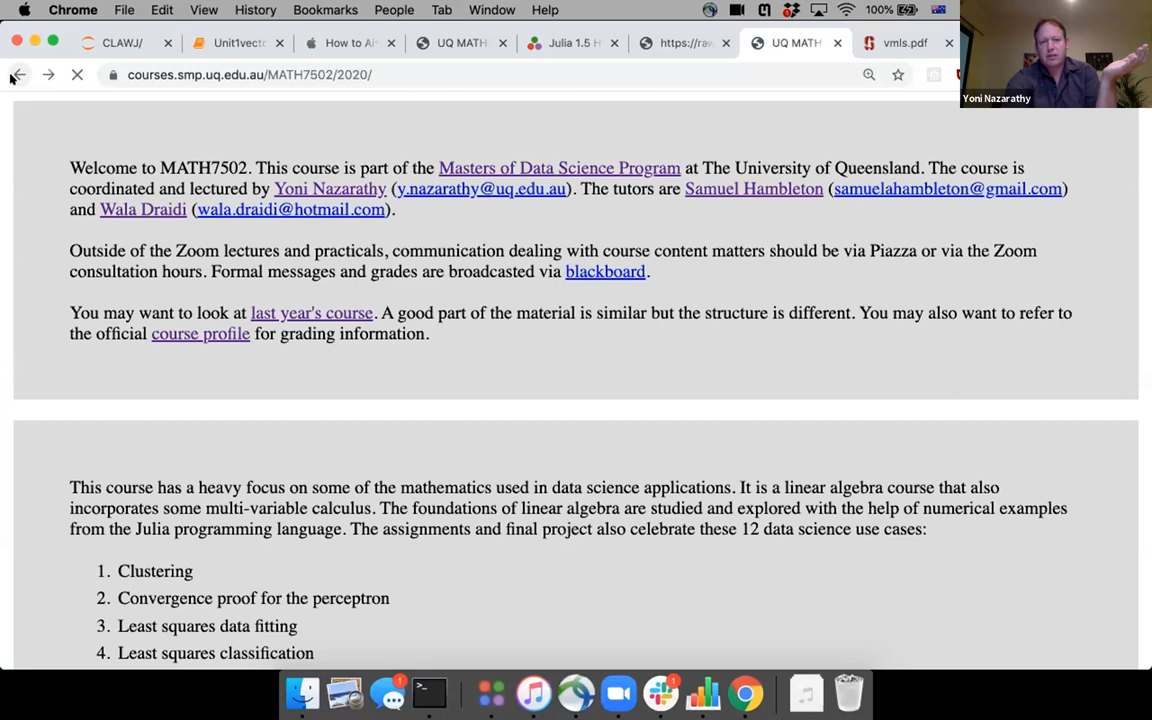 Chrome File Edit View History Bookmarks People Tab Window Help 100%
CLAWJ/ Unit1vecto How to Al UQ MATH Julia 1.5 H https://raw UQ MATH vmls.pdf
courses.smp.uq.edu.au/MATH7502/2020/
Yoni Nazarathy
Welcome to MATH7502. This course is part of the Masters of Data Science Program at The University of Queensland. The course is
coordinated and lectured by Yoni Nazarathy (y.nazarathy@uq.edu.au). The tutors are Samuel Hambleton (samuelahambleton@gmail.com)
and Wala Draidi (wala.draidi@hotmail.com).
Outside of the Zoom lectures and practicals, communication dealing with course content matters should be via Piazza or via the Zoom
consultation hours. Formal messages and grades are broadcasted via blackboard.
You may want to look at last year's course. A good part of the material is similar but the structure is different. You may also want to refer to
the official course profile for grading information.
This course has a heavy focus on some of the mathematics used in data science applications. It is a linear algebra course that also
incorporates some multi-variable calculus. The foundations of linear algebra are studied and explored with the help of numerical examples
from the Julia programming language. The assignments and final project also celebrate these 12 data science use cases:
1. Clustering
2. Convergence proof for the perceptron
3. Least squares data fitting
4. Least squares classification
1 1